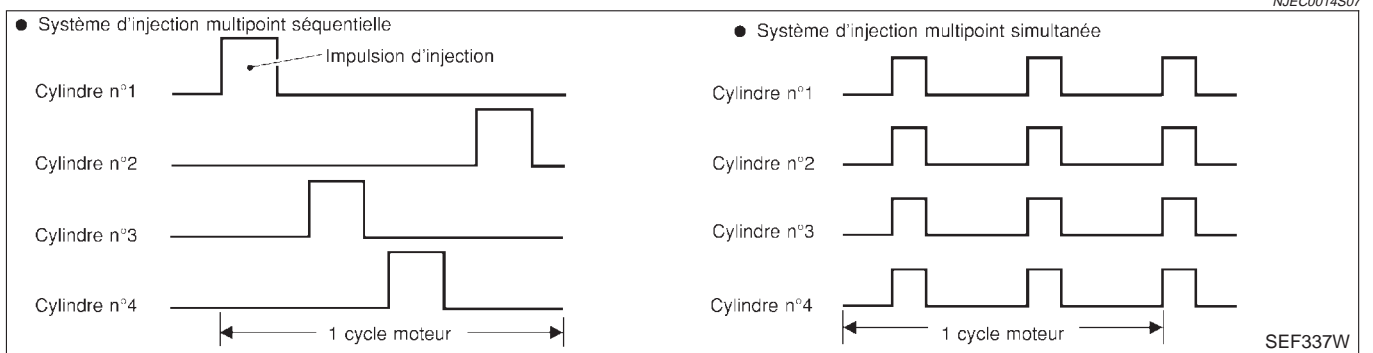 NJEC0014S07
● Système d'injection multipoint séquentielle
Impulsion d'injection
Cylindre n°1
Cylindre n°2
Cylindre n°3
Cylindre n°4
1 cycle moteur
● Système d'injection multipoint simultanée
Cylindre n°1
Cylindre n°2
Cylindre n°3
Cylindre n°4
1 cycle moteur
SEF337W